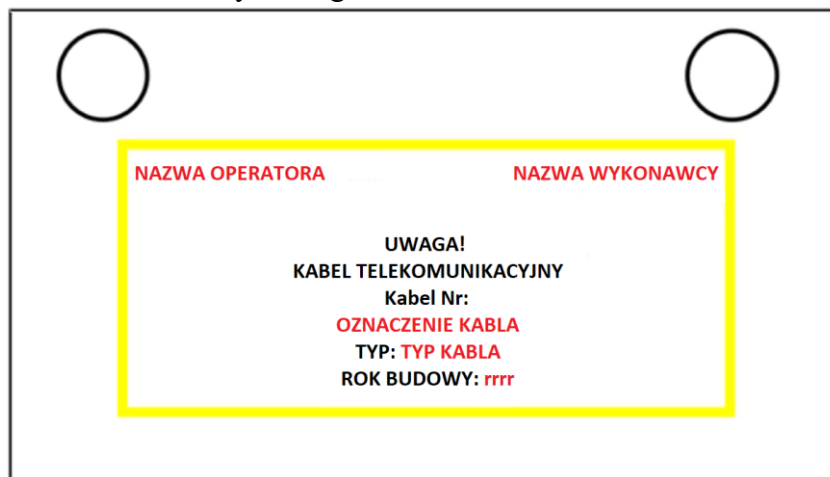 NAZWA OPERATORA NAZWA WYKONAWCY
UWAGA!
KABEL TELEKOMUNIKACYJNY
Kabel Nr:
OZNACZENIE KABLA
TYP: TYP KABLA
ROK BUDOWY: rrrr